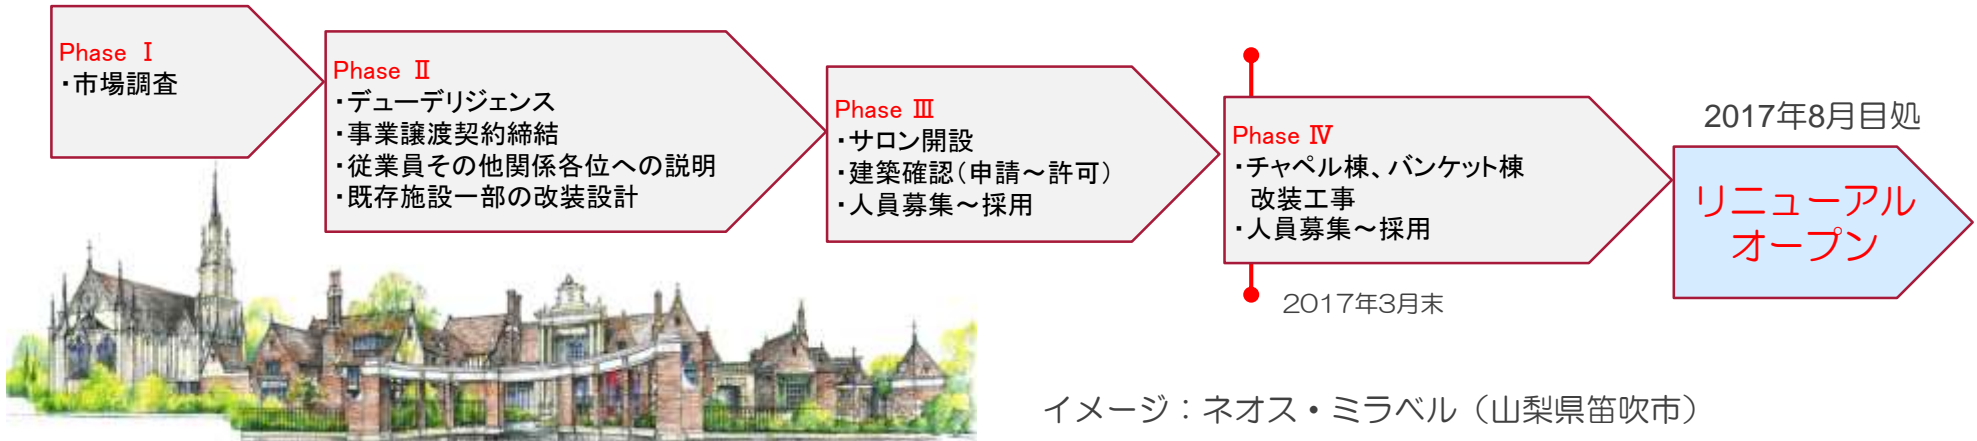 Phase Ⅰ
・市場調査
Phase Ⅱ
・デューデリジェンス
・事業譲渡契約締結
・従業員その他関係各位への説明
・既存施設一部の改装設計
Phase Ⅲ
・サロン開設
・建築確認（申請～許可）
・人員募集～採用
Phase Ⅳ
・チャペル棟、バンケット棟
改装工事
・人員募集～採用
2017年3月末
2017年8月目処
リニューアル
オープン
イメージ：ネオス・ミラベル（山梨県笛吹市）